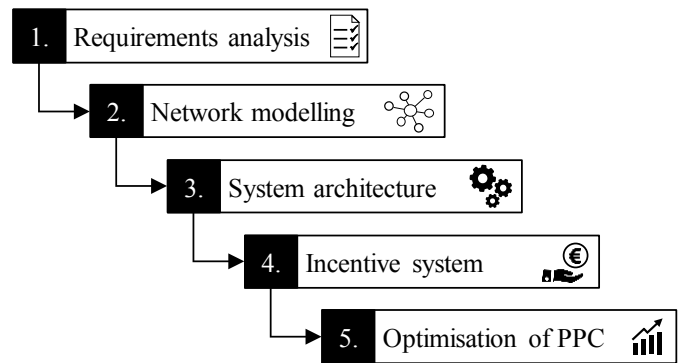 1. Requirements analysis
2. Network modelling
3. System architecture
4. Incentive system
€
5. Optimisation of PPC